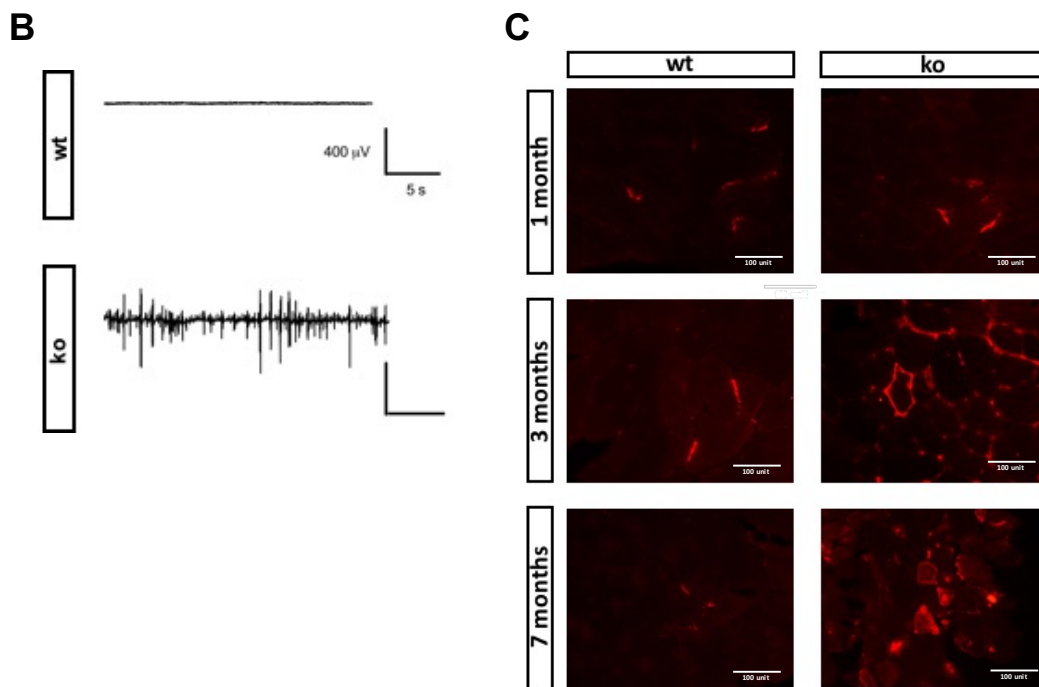 B
wt
400 µV
5 s
ko
C
wt
ko
1 month
100 unit
100 unit
3 months
100 unit
100 unit
7 months
100 unit
100 unit